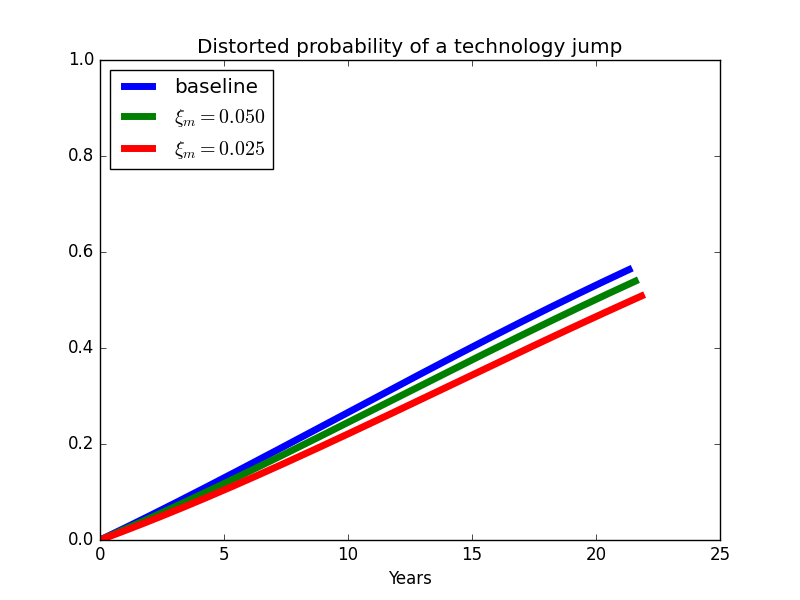 Distorted probability of a technology jump
1.0
baseline
ξₘ = 0.050
ξₘ = 0.025
0.8
0.6
0.4
0.2
0.0
0 5 10 15 20 25
Years